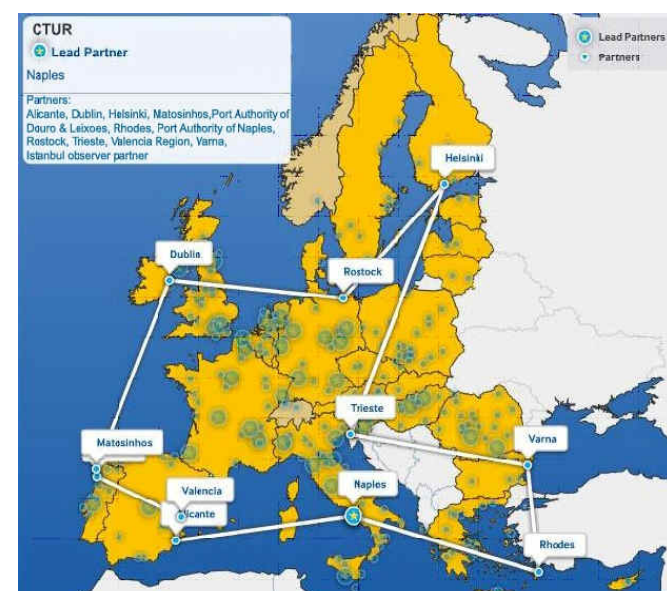 CTUR
Lead Partner
Naples
Partners:
Alicante, Dublin, Helsinki, Matosinhos,Port Authority of
Douro & Leixoes, Rhodes, Port Authority of Naples,
Rostock, Trieste, Valencia Region, Varna,
Istanbul observer partner
Lead Partners
Partners
Helsinki
Dublin
Rostock
Trieste
Matosinhos
Varna
Valencia
Naples
licante
Rhodes